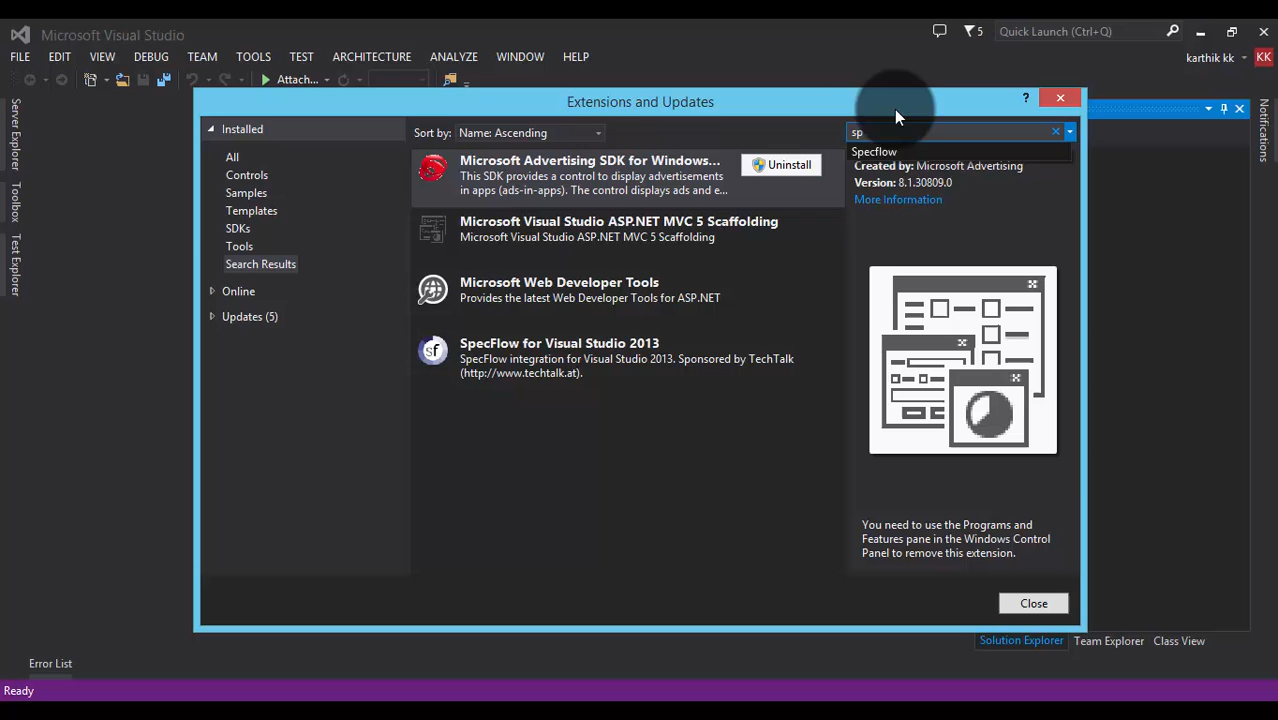 Microsoft Visual Studio
5
Quick Launch (Ctrl+Q)
FILE EDIT VIEW DEBUG TEAM TOOLS TEST ARCHITECTURE ANALYZE WINDOW HELP
karthik kk
KK
Attach...
Extensions and Updates
?
Server Explorer
Toolbox
Test Explorer
Notifications
Installed
All
Controls
Samples
Templates
SDKs
Tools
Search Results
Online
Updates (5)
Sort by: Name: Ascending
Microsoft Advertising SDK for Windows...
This SDK provides a control to display advertisements
in apps (ads-in-apps). The control displays ads and e...
Uninstall
Microsoft Visual Studio ASP.NET MVC 5 Scaffolding
Microsoft Visual Studio ASP.NET MVC 5 Scaffolding
Microsoft Web Developer Tools
Provides the latest Web Developer Tools for ASP.NET
sf
SpecFlow for Visual Studio 2013
SpecFlow integration for Visual Studio 2013. Sponsored by TechTalk
(http://www.techtalk.at).
sp
Specflow
Created by: Microsoft Advertising
Version: 8.1.30809.0
More Information
You need to use the Programs and
Features pane in the Windows Control
Panel to remove this extension.
Close
Solution Explorer Team Explorer Class View
Error List
Ready